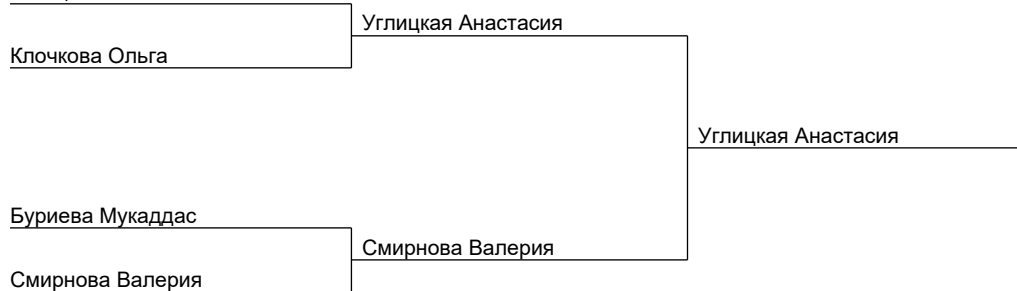 Углицкая Анастасия
Клочкова Ольга
Углицкая Анастасия
Буриева Мукаддас
Смирнова Валерия
Смирнова Валерия